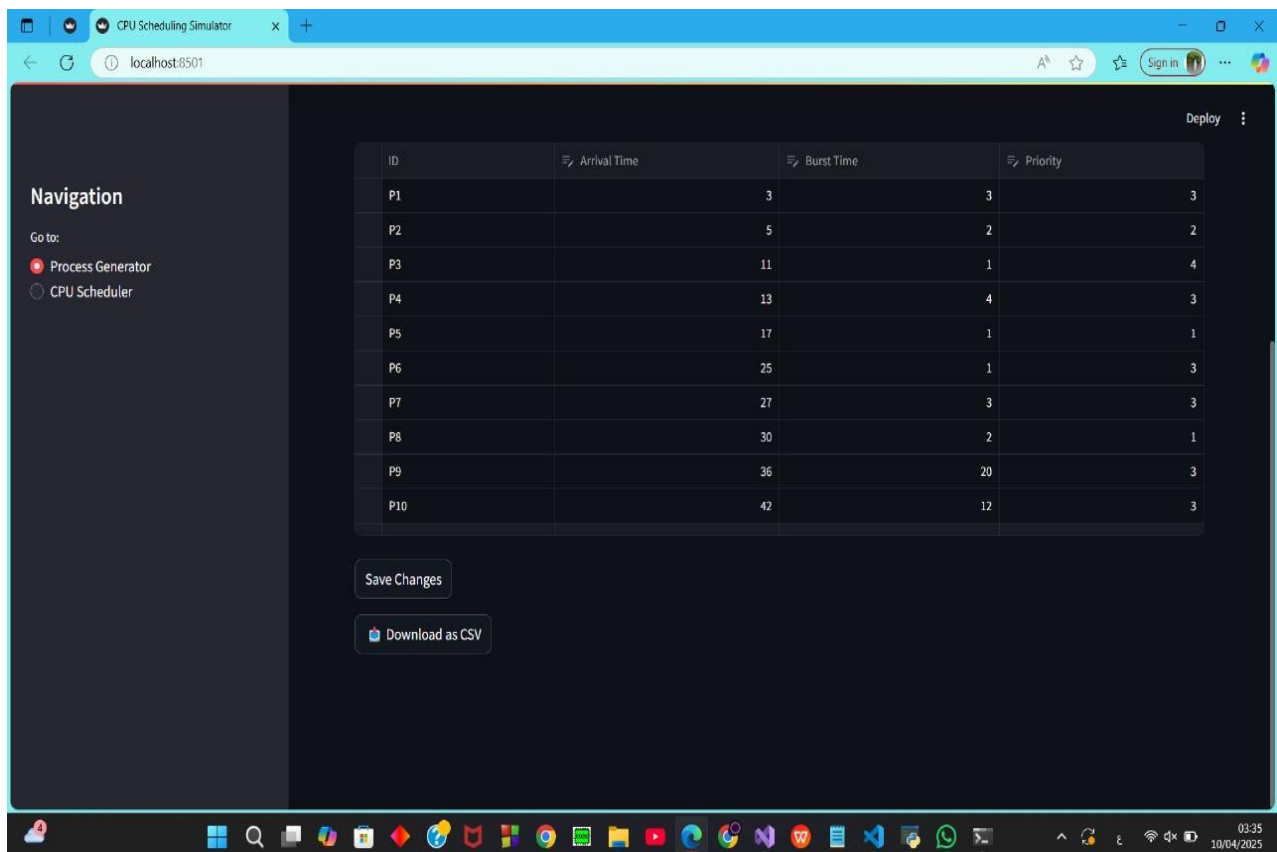 CPU Scheduling Simulator
localhost:8501
Sign in
Deploy
Navigation
Go to:
Process Generator
CPU Scheduler
ID Arrival Time Burst Time Priority
P1 3 3 3
P2 5 2 2
P3 11 1 4
P4 13 4 3
P5 17 1 1
P6 25 1 3
P7 27 3 3
P8 30 2 1
P9 36 20 3
P10 42 12 3
Save Changes
Download as CSV
4
ع
03:35
10/04/2025